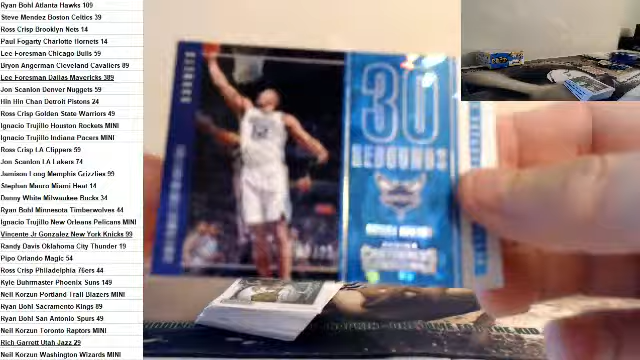 Ryan Bohl Atlanta Hawks 109
Steve Mendez Boston Celtics 39
Ross Crisp Brooklyn Nets 14
Paul Fogarty Charlotte Hornets 14
Lee Foresman Chicago Bulls 59
Bryon Angerman Cleveland Cavaliers 89
Lee Foresman Dallas Mavericks 389
Jon Scanlon Denver Nuggets 59
Hin Hin Chan Detroit Pistons 24
Ross Crisp Golden State Warriors 49
Ignacio Trujillo Houston Rockets MINI
Ignacio Trujillo Indiana Pacers MINI
Ross Crisp LA Clippers 59
Jon Scanlon LA Lakers 74
Jamison Long Memphis Grizzlies 99
Stephan Mauro Miami Heat 14
Danny White Milwaukee Bucks 34
Ryan Bohl Minnesota Timberwolves 44
Ignacio Trujillo New Orleans Pelicans MINI
Vincente Jr Gonzalez New York Knicks 99
Randy Davis Oklahoma City Thunder 19
Pipo Orlando Magic 54
Ross Crisp Philadelphia 76ers 44
Kyle Buhrmaster Phoenix Suns 149
Neil Korzun Portland Trail Blazers MINI
Ryan Bohl Sacramento Kings 89
Ryan Bohl San Antonio Spurs 49
Neil Korzun Toronto Raptors MINI
Rich Garrett Utah Jazz 29
Neil Korzun Washington Wizards MINI
HORNETS
30
REBOUNDS
CONTENDERS